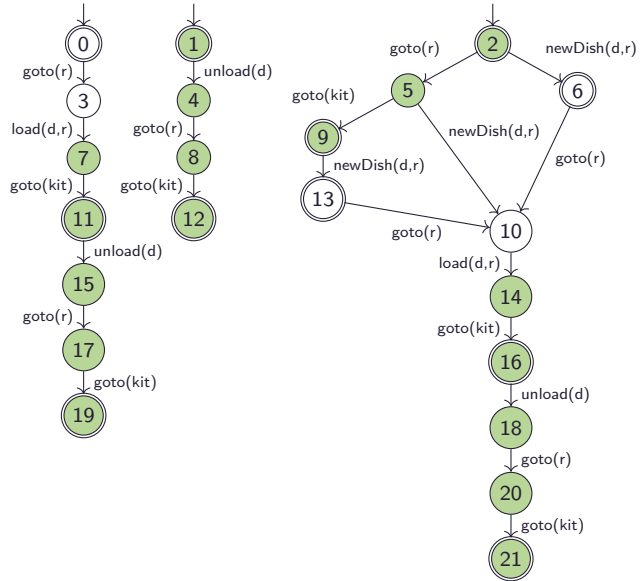 0
goto(r)
3
load(d,r)
7
goto(kit)
11
unload(d)
15
goto(r)
17
goto(kit)
19
1
unload(d)
4
goto(r)
8
goto(kit)
12
2
goto(r)
newDish(d,r)
5
6
goto(kit)
newDish(d,r)
9
goto(r)
newDish(d,r)
13
goto(r)
10
load(d,r)
14
goto(kit)
16
unload(d)
18
goto(r)
20
goto(kit)
21